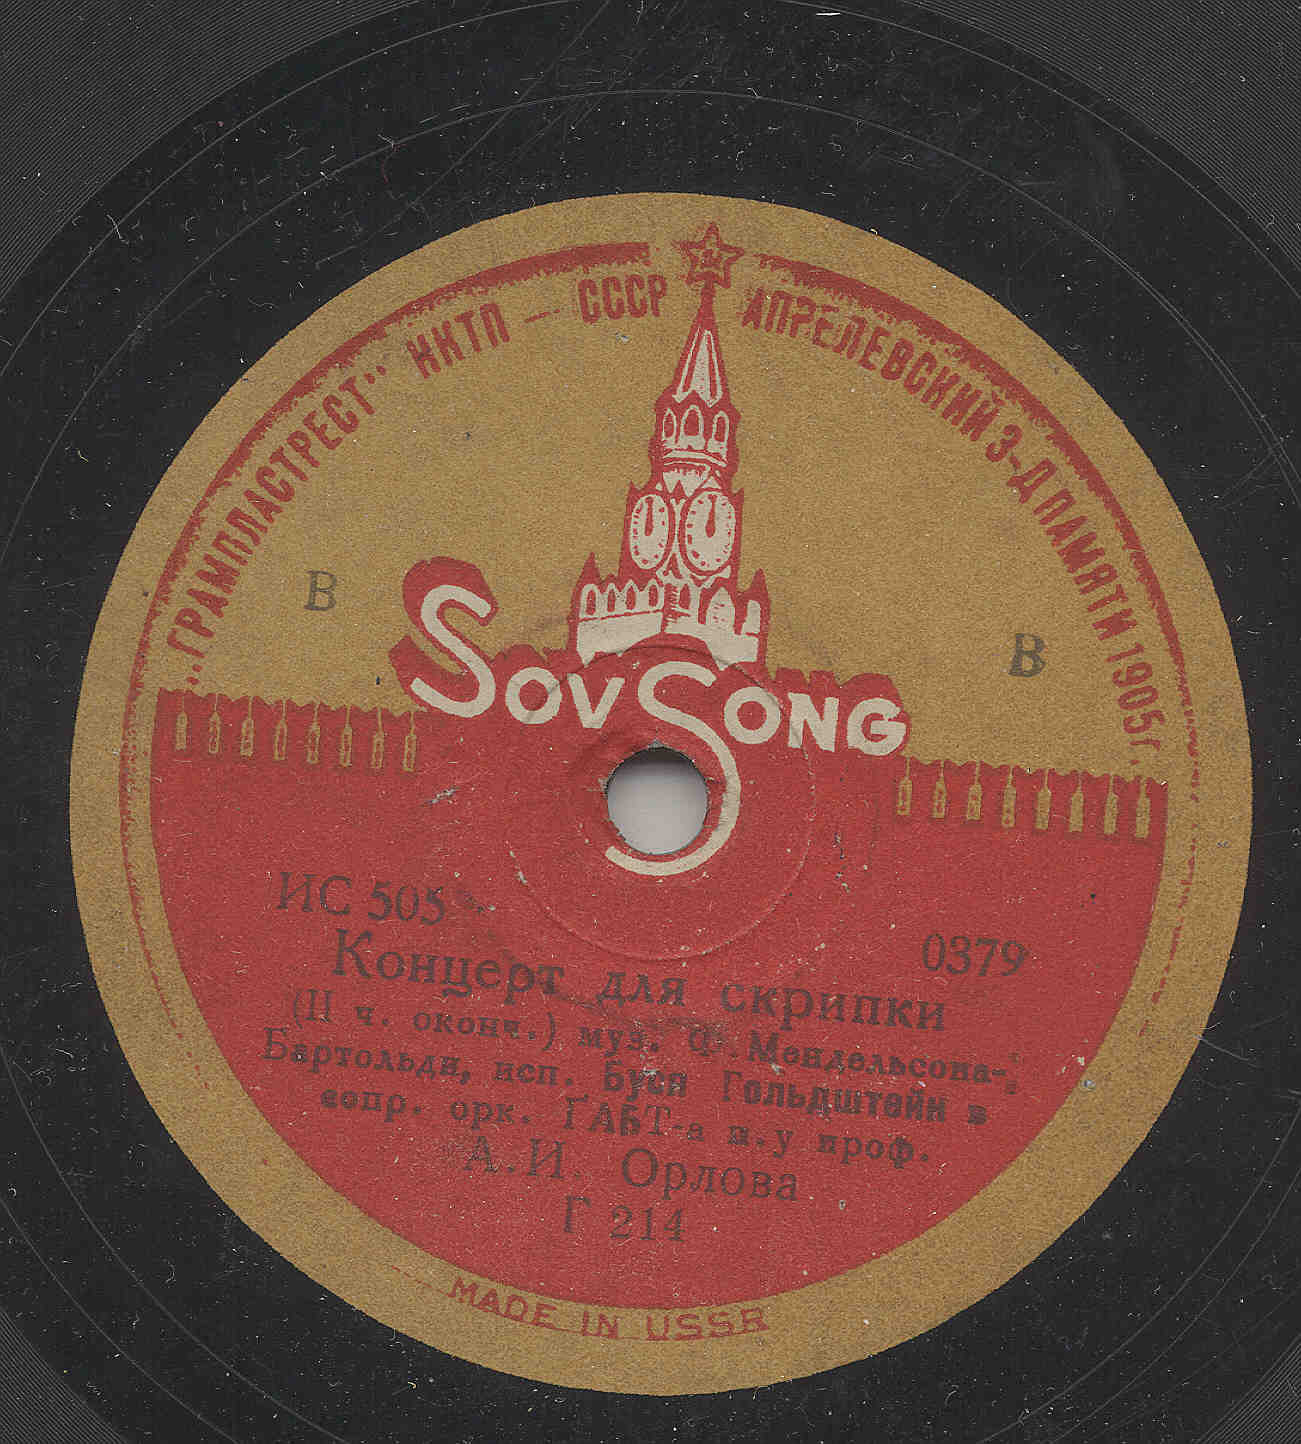 „ГРАМПЛАСТРЕСТ“ НКТП — СССР АПРЕЛЕВСКИЙ З-Д ПАМЯТИ 1905 г.
В
В
SovSong
ИС 505
0379
Концерт для скрипки
(II ч. оконч.) муз. Ф. Мендельсона-
Бартольди, исп. Буся Гольдштейн в
сопр. орк. ГАБТ-а п. у проф.
А. И. Орлова
Г 214
MADE IN USSR